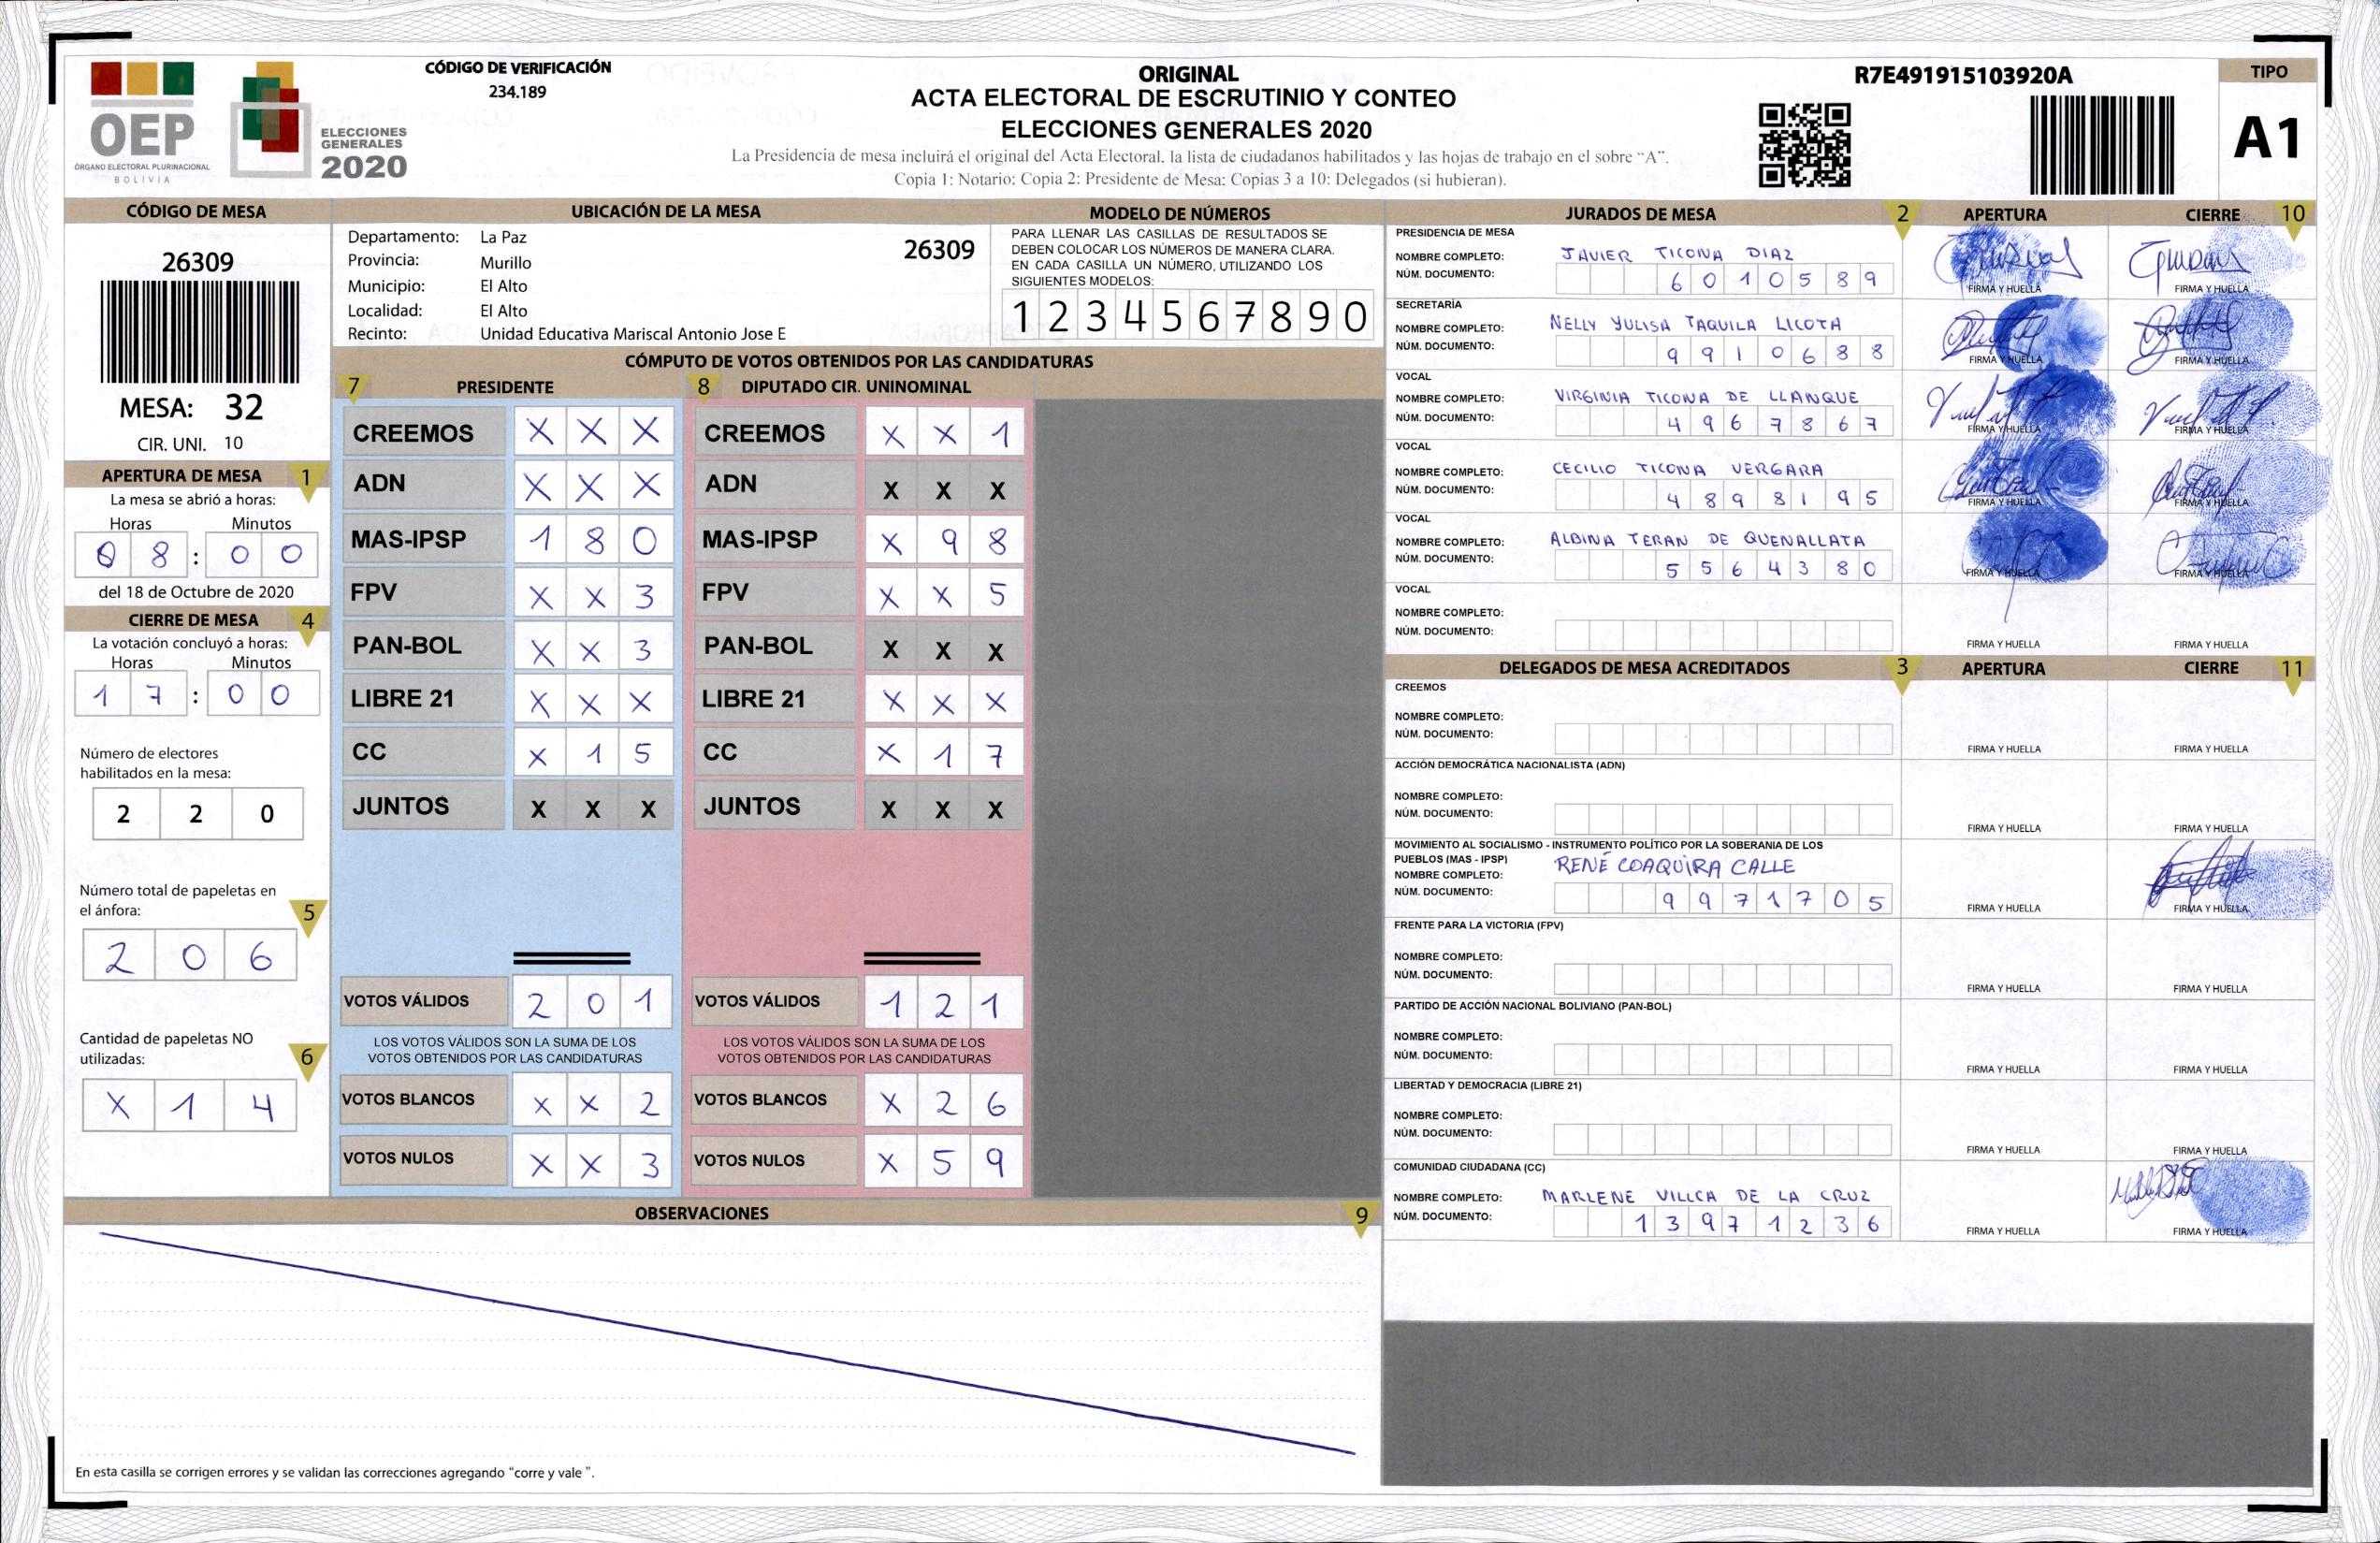 OEP
ÓRGANO ELECTORAL PLURINACIONAL
BOLIVIA
ELECCIONES
GENERALES
2020
CÓDIGO DE VERIFICACIÓN
234.189
ORIGINAL
ACTA ELECTORAL DE ESCRUTINIO Y CONTEO
ELECCIONES GENERALES 2020
La Presidencia de mesa incluirá el original del Acta Electoral, la lista de ciudadanos habilitados y las hojas de trabajo en el sobre "A".
Copia 1: Notario; Copia 2: Presidente de Mesa; Copias 3 a 10: Delegados (si hubieran).
R7E491915103920A
TIPO
A1
CÓDIGO DE MESA
26309
MESA: 32
CIR. UNI. 10
APERTURA DE MESA 1
La mesa se abrió a horas:
Horas Minutos
0 8 : 0 0
del 18 de Octubre de 2020
CIERRE DE MESA 4
La votación concluyó a horas:
Horas Minutos
1 7 : 0 0
Número de electores
habilitados en la mesa:
2 2 0
Número total de papeletas en
el ánfora: 5
2 0 6
Cantidad de papeletas NO
utilizadas: 6
X 1 4
UBICACIÓN DE LA MESA
Departamento: La Paz
26309
Provincia: Murillo
Municipio: El Alto
Localidad: El Alto
Recinto: Unidad Educativa Mariscal Antonio Jose E
MODELO DE NÚMEROS
PARA LLENAR LAS CASILLAS DE RESULTADOS SE
DEBEN COLOCAR LOS NÚMEROS DE MANERA CLARA.
EN CADA CASILLA UN NÚMERO, UTILIZANDO LOS
SIGUIENTES MODELOS:
1 2 3 4 5 6 7 8 9 0
CÓMPUTO DE VOTOS OBTENIDOS POR LAS CANDIDATURAS
7 PRESIDENTE
CREEMOS X X X
ADN X X X
MAS-IPSP 1 8 0
FPV X X 3
PAN-BOL X X 3
LIBRE 21 X X X
CC X 1 5
JUNTOS X X X
VOTOS VÁLIDOS 2 0 1
LOS VOTOS VÁLIDOS SON LA SUMA DE LOS
VOTOS OBTENIDOS POR LAS CANDIDATURAS
VOTOS BLANCOS X X 2
VOTOS NULOS X X 3
8 DIPUTADO CIR. UNINOMINAL
CREEMOS X X 1
ADN X X X
MAS-IPSP X 9 8
FPV X X 5
PAN-BOL X X X
LIBRE 21 X X X
CC X 1 7
JUNTOS X X X
VOTOS VÁLIDOS 1 2 1
LOS VOTOS VÁLIDOS SON LA SUMA DE LOS
VOTOS OBTENIDOS POR LAS CANDIDATURAS
VOTOS BLANCOS X 2 6
VOTOS NULOS X 5 9
OBSERVACIONES 9
En esta casilla se corrigen errores y se validan las correcciones agregando "corre y vale ".
JURADOS DE MESA 2 APERTURA CIERRE 10
PRESIDENCIA DE MESA
NOMBRE COMPLETO: JAVIER TICONA DIAZ
NÚM. DOCUMENTO: 6 0 1 0 5 8 9
FIRMA Y HUELLA FIRMA Y HUELLA
SECRETARÍA
NOMBRE COMPLETO: NELLY YULISA TAQUILA LICOTA
NÚM. DOCUMENTO: 9 9 1 0 6 8 8
FIRMA Y HUELLA FIRMA Y HUELLA
VOCAL
NOMBRE COMPLETO: VIRGINIA TICONA DE LLANQUE
NÚM. DOCUMENTO: 4 9 6 7 8 6 7
FIRMA Y HUELLA FIRMA Y HUELLA
VOCAL
NOMBRE COMPLETO: CECILIO TICONA VERGARA
NÚM. DOCUMENTO: 4 8 9 8 1 9 5
FIRMA Y HUELLA FIRMA Y HUELLA
VOCAL
NOMBRE COMPLETO: ALBINA TERAN DE QUENALLATA
NÚM. DOCUMENTO: 5 5 6 4 3 8 0
FIRMA Y HUELLA FIRMA Y HUELLA
VOCAL
NOMBRE COMPLETO:
NÚM. DOCUMENTO:
FIRMA Y HUELLA FIRMA Y HUELLA
DELEGADOS DE MESA ACREDITADOS 3 APERTURA CIERRE 11
CREEMOS
NOMBRE COMPLETO:
NÚM. DOCUMENTO:
FIRMA Y HUELLA FIRMA Y HUELLA
ACCIÓN DEMOCRÁTICA NACIONALISTA (ADN)
NOMBRE COMPLETO:
NÚM. DOCUMENTO:
FIRMA Y HUELLA FIRMA Y HUELLA
MOVIMIENTO AL SOCIALISMO - INSTRUMENTO POLÍTICO POR LA SOBERANIA DE LOS
PUEBLOS (MAS - IPSP)
NOMBRE COMPLETO: RENÉ COAQUIRA CALLE
NÚM. DOCUMENTO: 9 9 7 1 7 0 5
FIRMA Y HUELLA FIRMA Y HUELLA
FRENTE PARA LA VICTORIA (FPV)
NOMBRE COMPLETO:
NÚM. DOCUMENTO:
FIRMA Y HUELLA FIRMA Y HUELLA
PARTIDO DE ACCIÓN NACIONAL BOLIVIANO (PAN-BOL)
NOMBRE COMPLETO:
NÚM. DOCUMENTO:
FIRMA Y HUELLA FIRMA Y HUELLA
LIBERTAD Y DEMOCRACIA (LIBRE 21)
NOMBRE COMPLETO:
NÚM. DOCUMENTO:
FIRMA Y HUELLA FIRMA Y HUELLA
COMUNIDAD CIUDADANA (CC)
NOMBRE COMPLETO: MARLENE VILLCA DE LA CRUZ
NÚM. DOCUMENTO: 1 3 9 7 1 2 3 6
FIRMA Y HUELLA FIRMA Y HUELLA